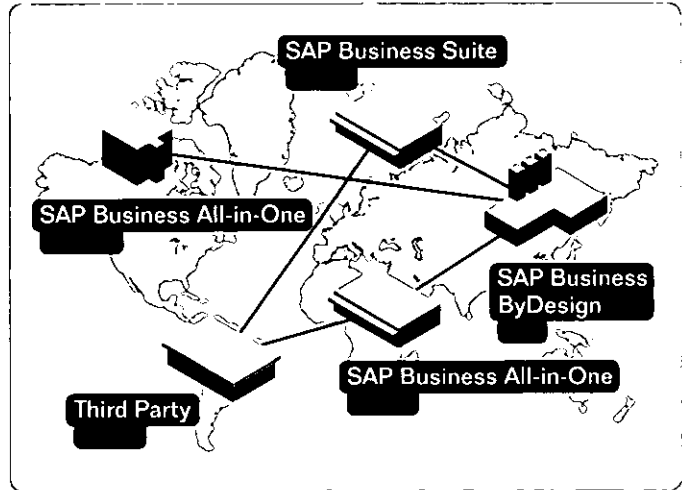 SAP Business Suite
SAP Business All-in-One
SAP Business
ByDesign
SAP Business All-in-One
Third Party